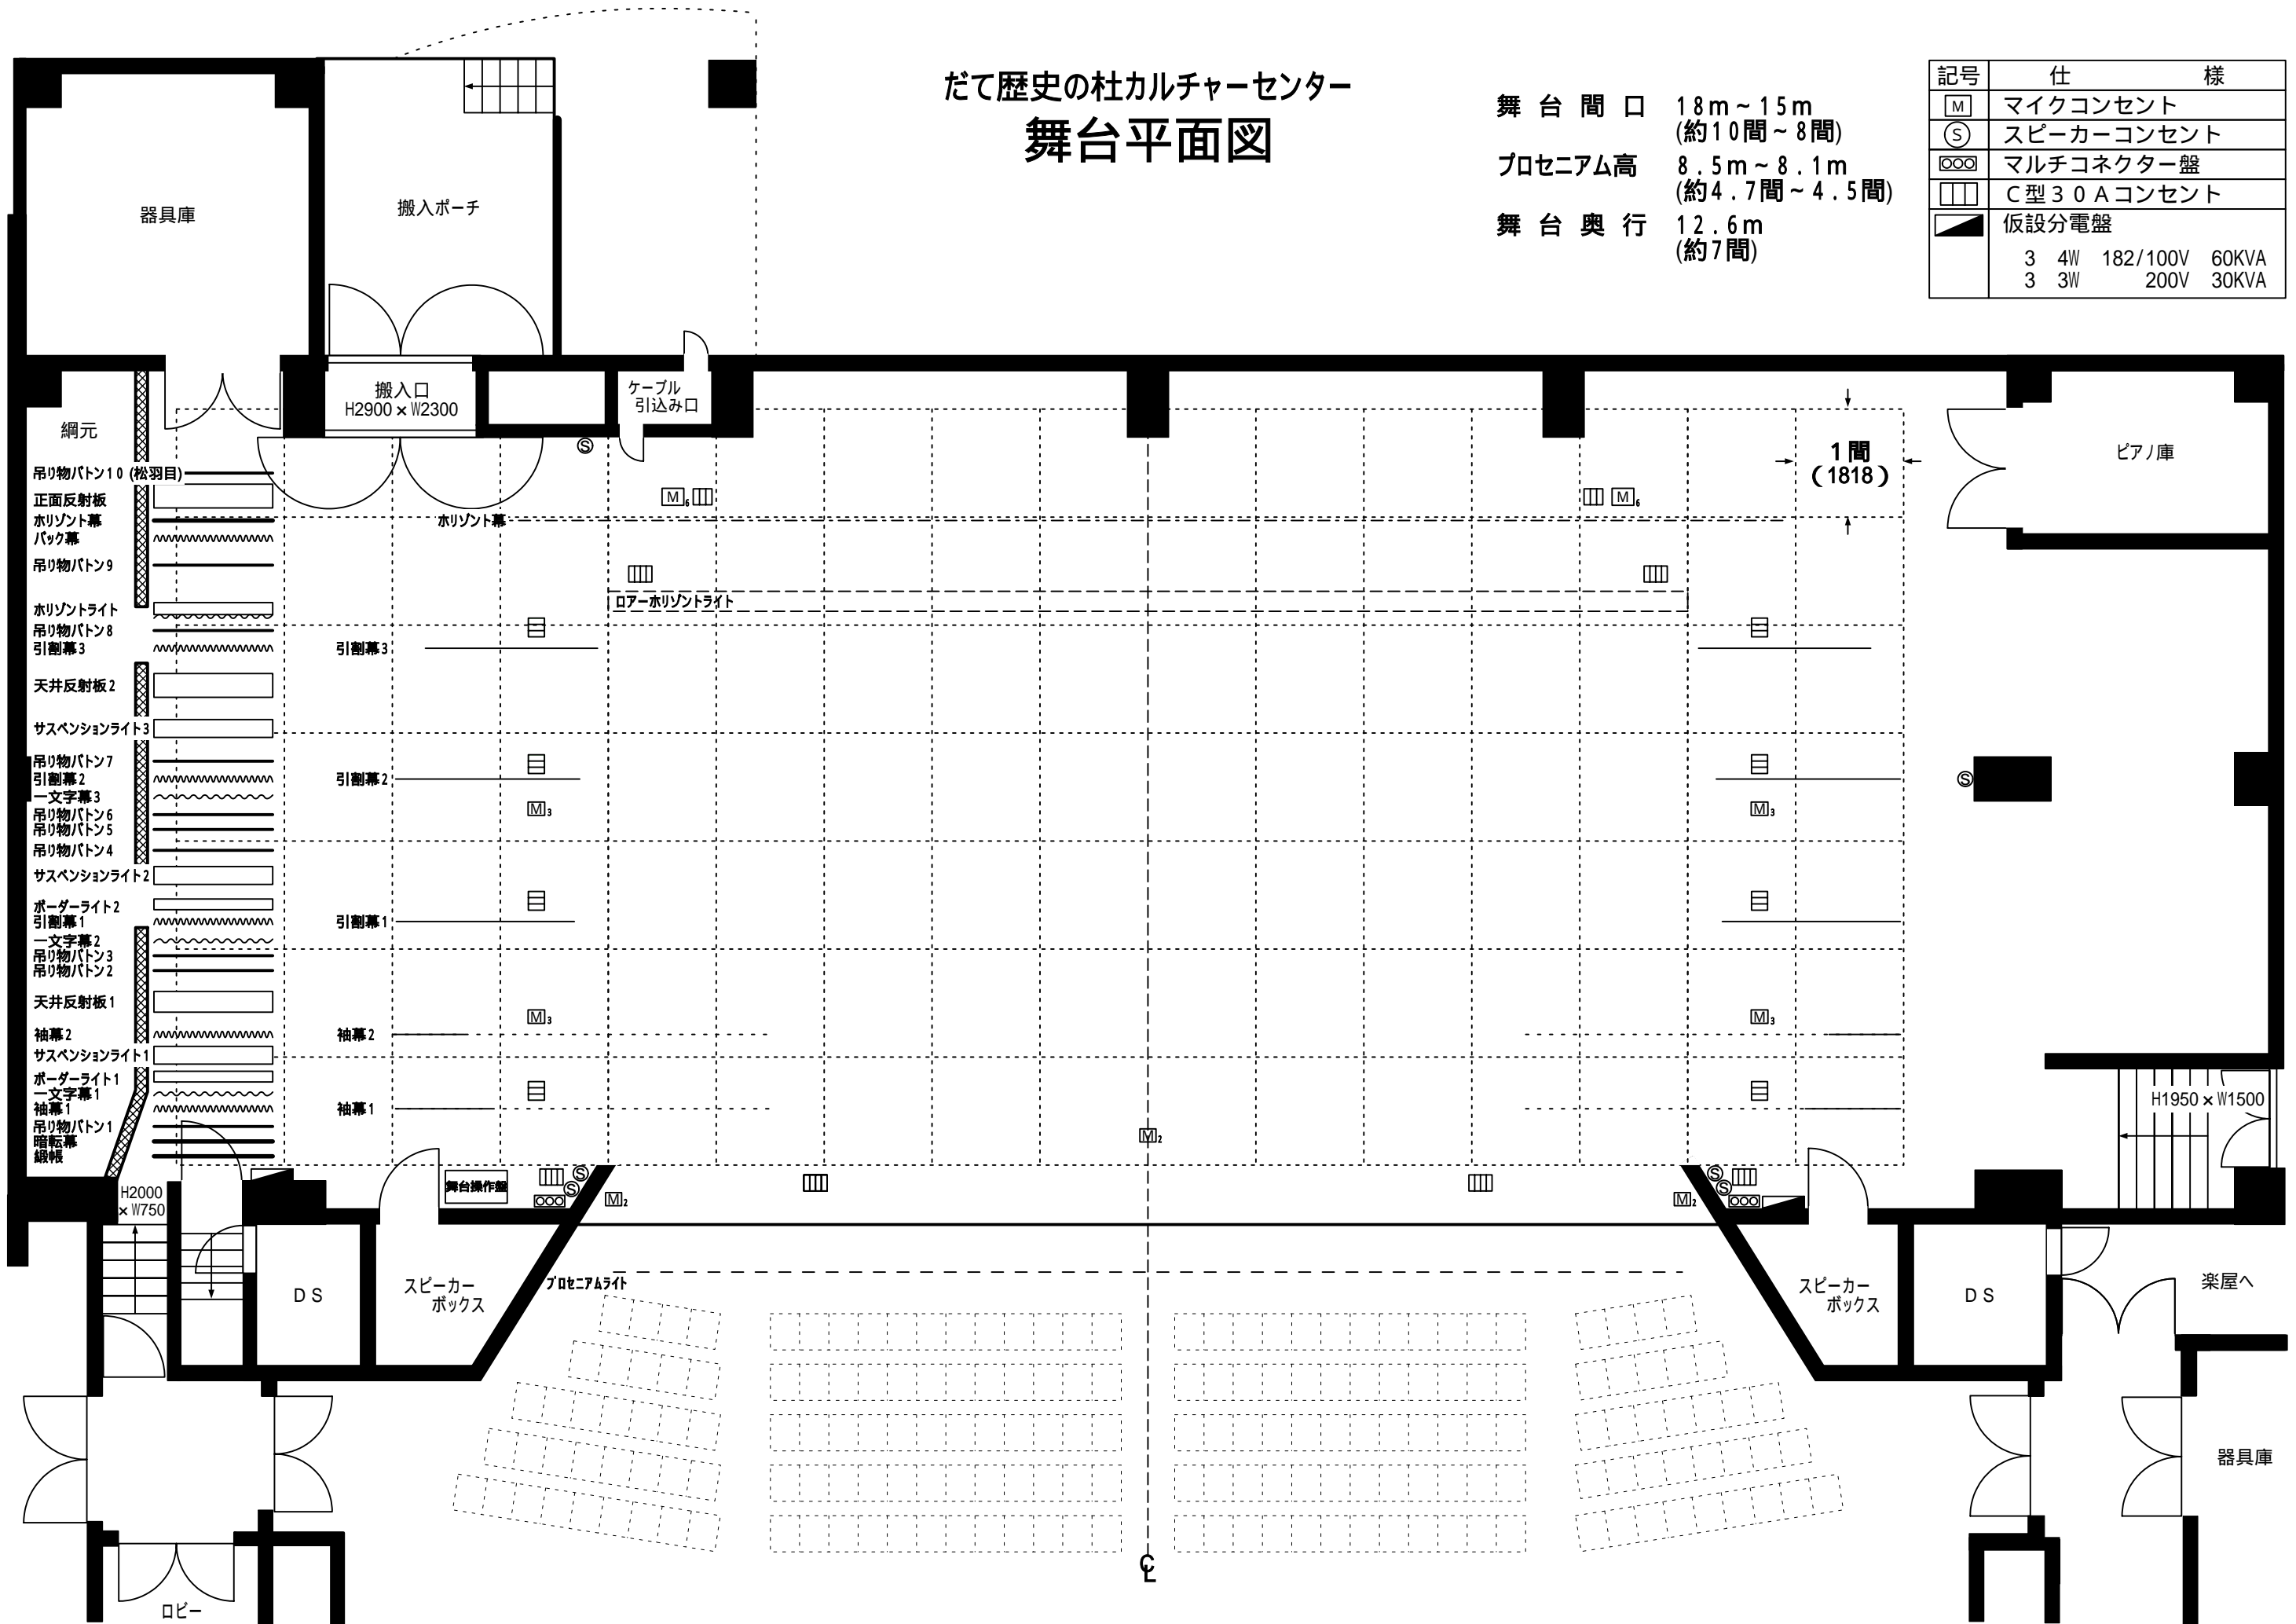 だて歴史の杜カルチャーセンター
舞台平面図
舞台間口 18m~15m
(約10間~8間)
プロセニアム高 8.5m~8.1m
(約4.7間~4.5間)
舞台奥行 12.6m
(約7間)
記号 仕様
M マイクコンセント
S スピーカーコンセント
マルチコネクター盤
C型30Aコンセント
仮設分電盤
3 4W 182/100V 60KVA
3 3W 200V 30KVA
器具庫
搬入ポーチ
搬入口
H2900×W2300
ケーブル
引込み口
綱元
S
1間
(1818)
ピアノ庫
吊り物バトン10(松羽目)
正面反射板
ホリゾント幕
バック幕
吊り物バトン9
ホリゾントライト
吊り物バトン8
引割幕3
天井反射板2
サスペンションライト3
吊り物バトン7
引割幕2
一文字幕3
吊り物バトン6
吊り物バトン5
吊り物バトン4
サスペンションライト2
ボーダーライト2
引割幕1
一文字幕2
吊り物バトン3
吊り物バトン2
天井反射板1
袖幕2
サスペンションライト1
ボーダーライト1
一文字幕1
袖幕1
吊り物バトン1
暗転幕
緞帳
M6
M6
ホリゾント幕
ロアーホリゾントライト
引割幕3
引割幕2
S
M3
M3
引割幕1
M3
M3
袖幕2
袖幕1
H1950×W1500
M2
H2000
×W750
舞台操作盤
S
S
M2
M2
S
S
DS
スピーカー
ボックス
プロセニアムライト
スピーカー
ボックス
DS
楽屋へ
器具庫
CL
ロビー